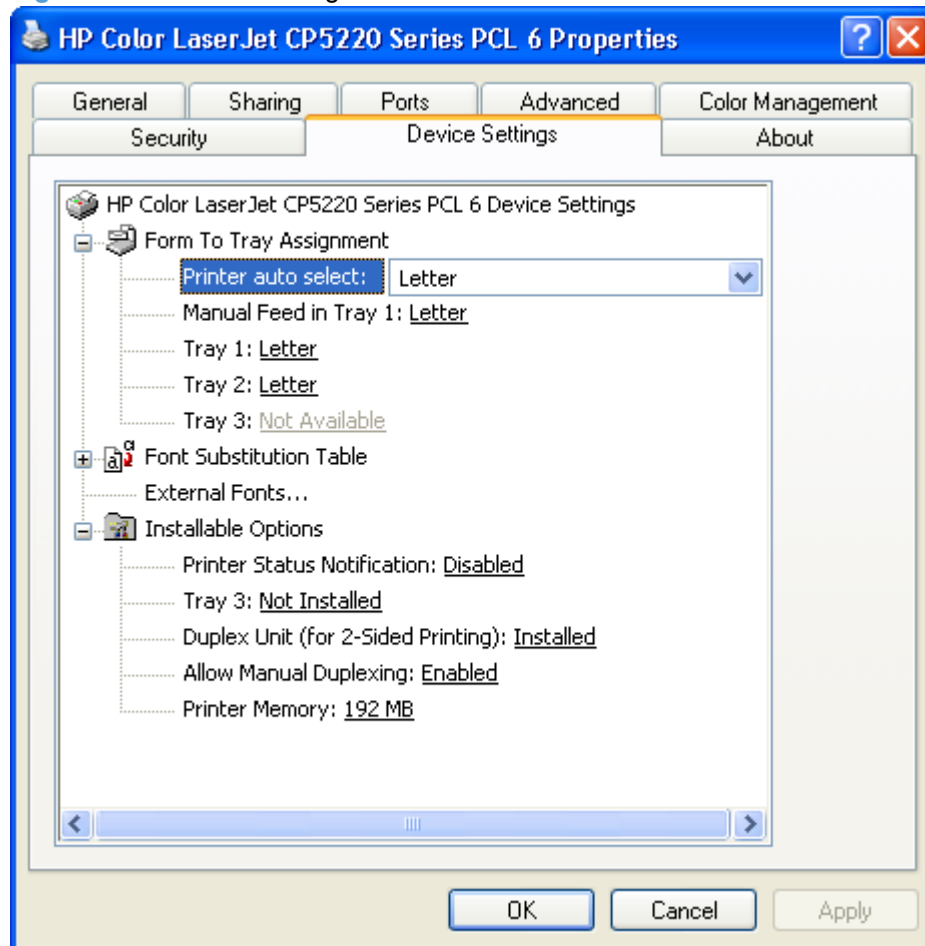 HP Color LaserJet CP5220 Series PCL 6 Properties
General Sharing Ports Advanced Color Management
Security Device Settings About
HP Color LaserJet CP5220 Series PCL 6 Device Settings
Form To Tray Assignment
Printer auto select: Letter
Manual Feed in Tray 1: Letter
Tray 1: Letter
Tray 2: Letter
Tray 3: Not Available
Font Substitution Table
External Fonts...
Installable Options
Printer Status Notification: Disabled
Tray 3: Not Installed
Duplex Unit (for 2-Sided Printing): Installed
Allow Manual Duplexing: Enabled
Printer Memory: 192 MB
OK Cancel Apply